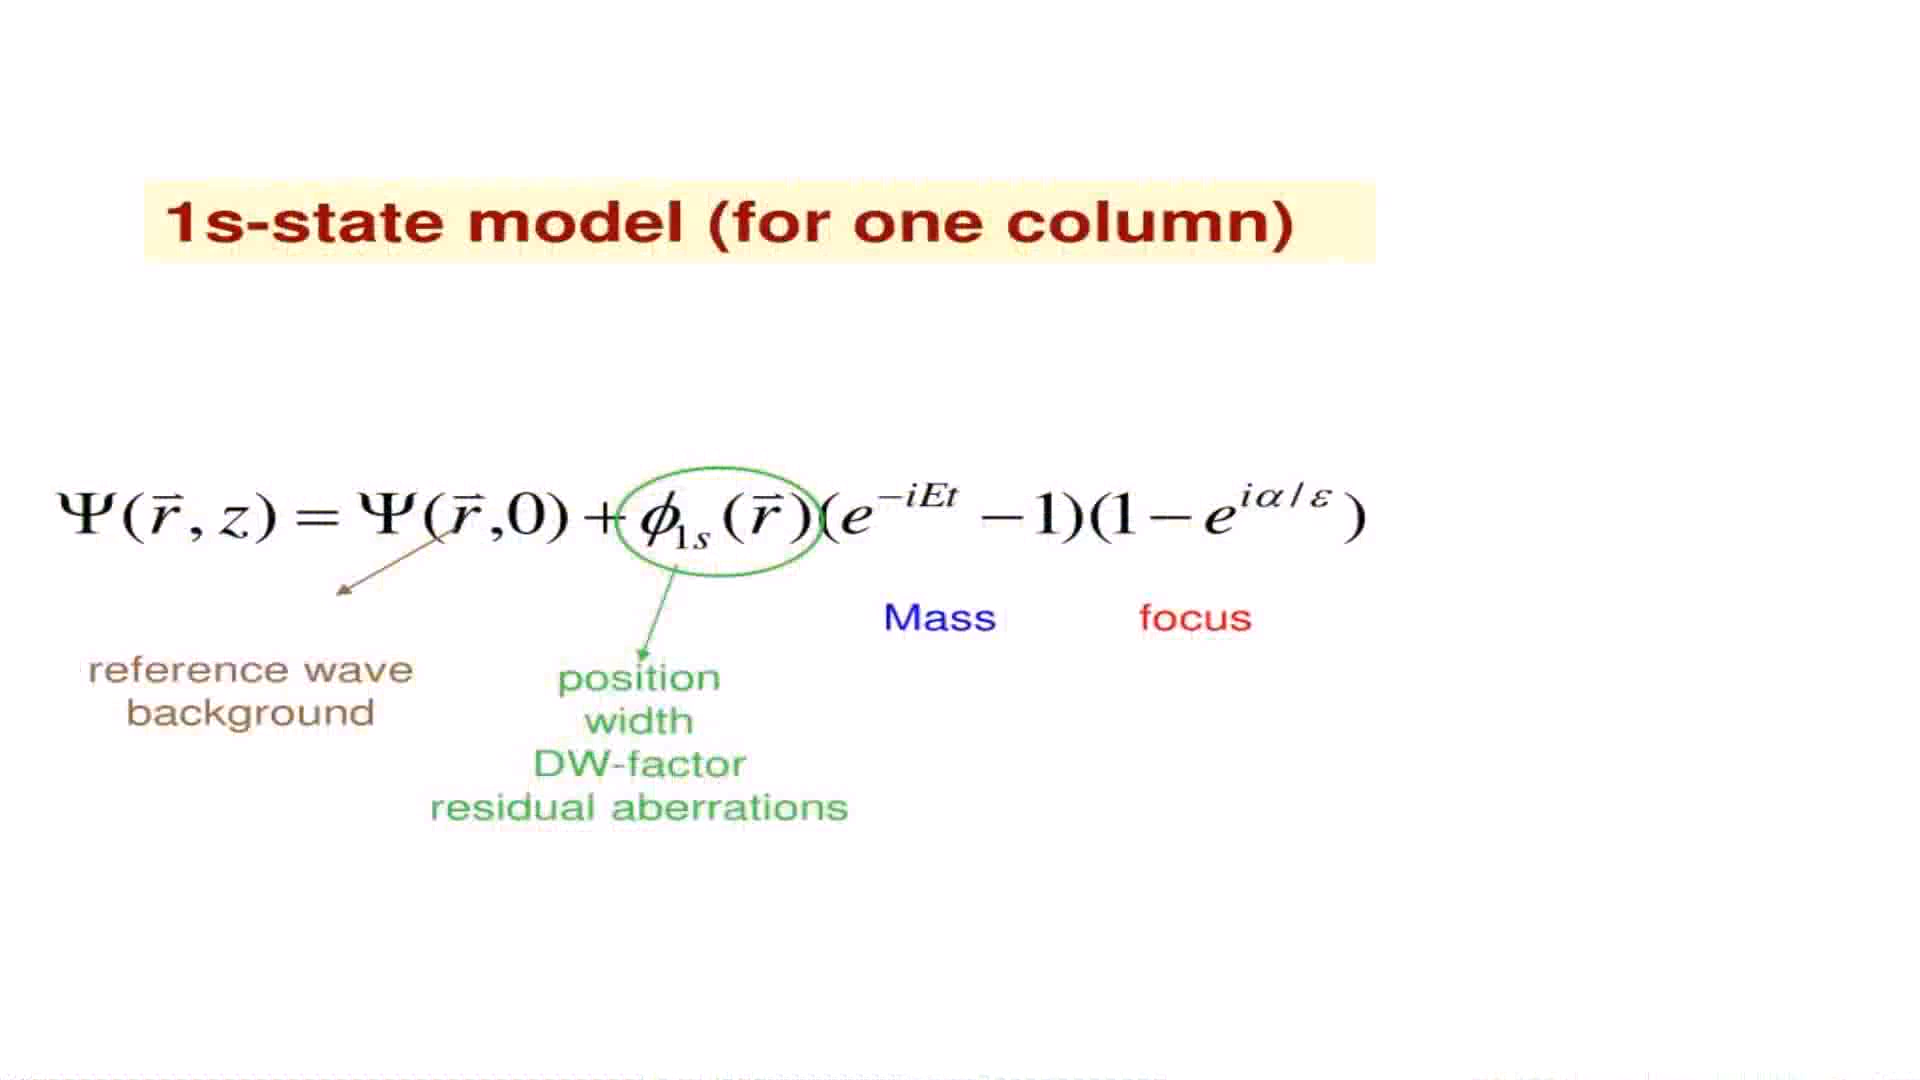 1s-state model (for one column)
Ψ(r⃗, z) = Ψ(r⃗,0) + ϕ₁ₛ(r⃗)(e^{-iEt} − 1)(1 − e^{iα/ε})
Mass focus
reference wave
background
position
width
DW-factor
residual aberrations